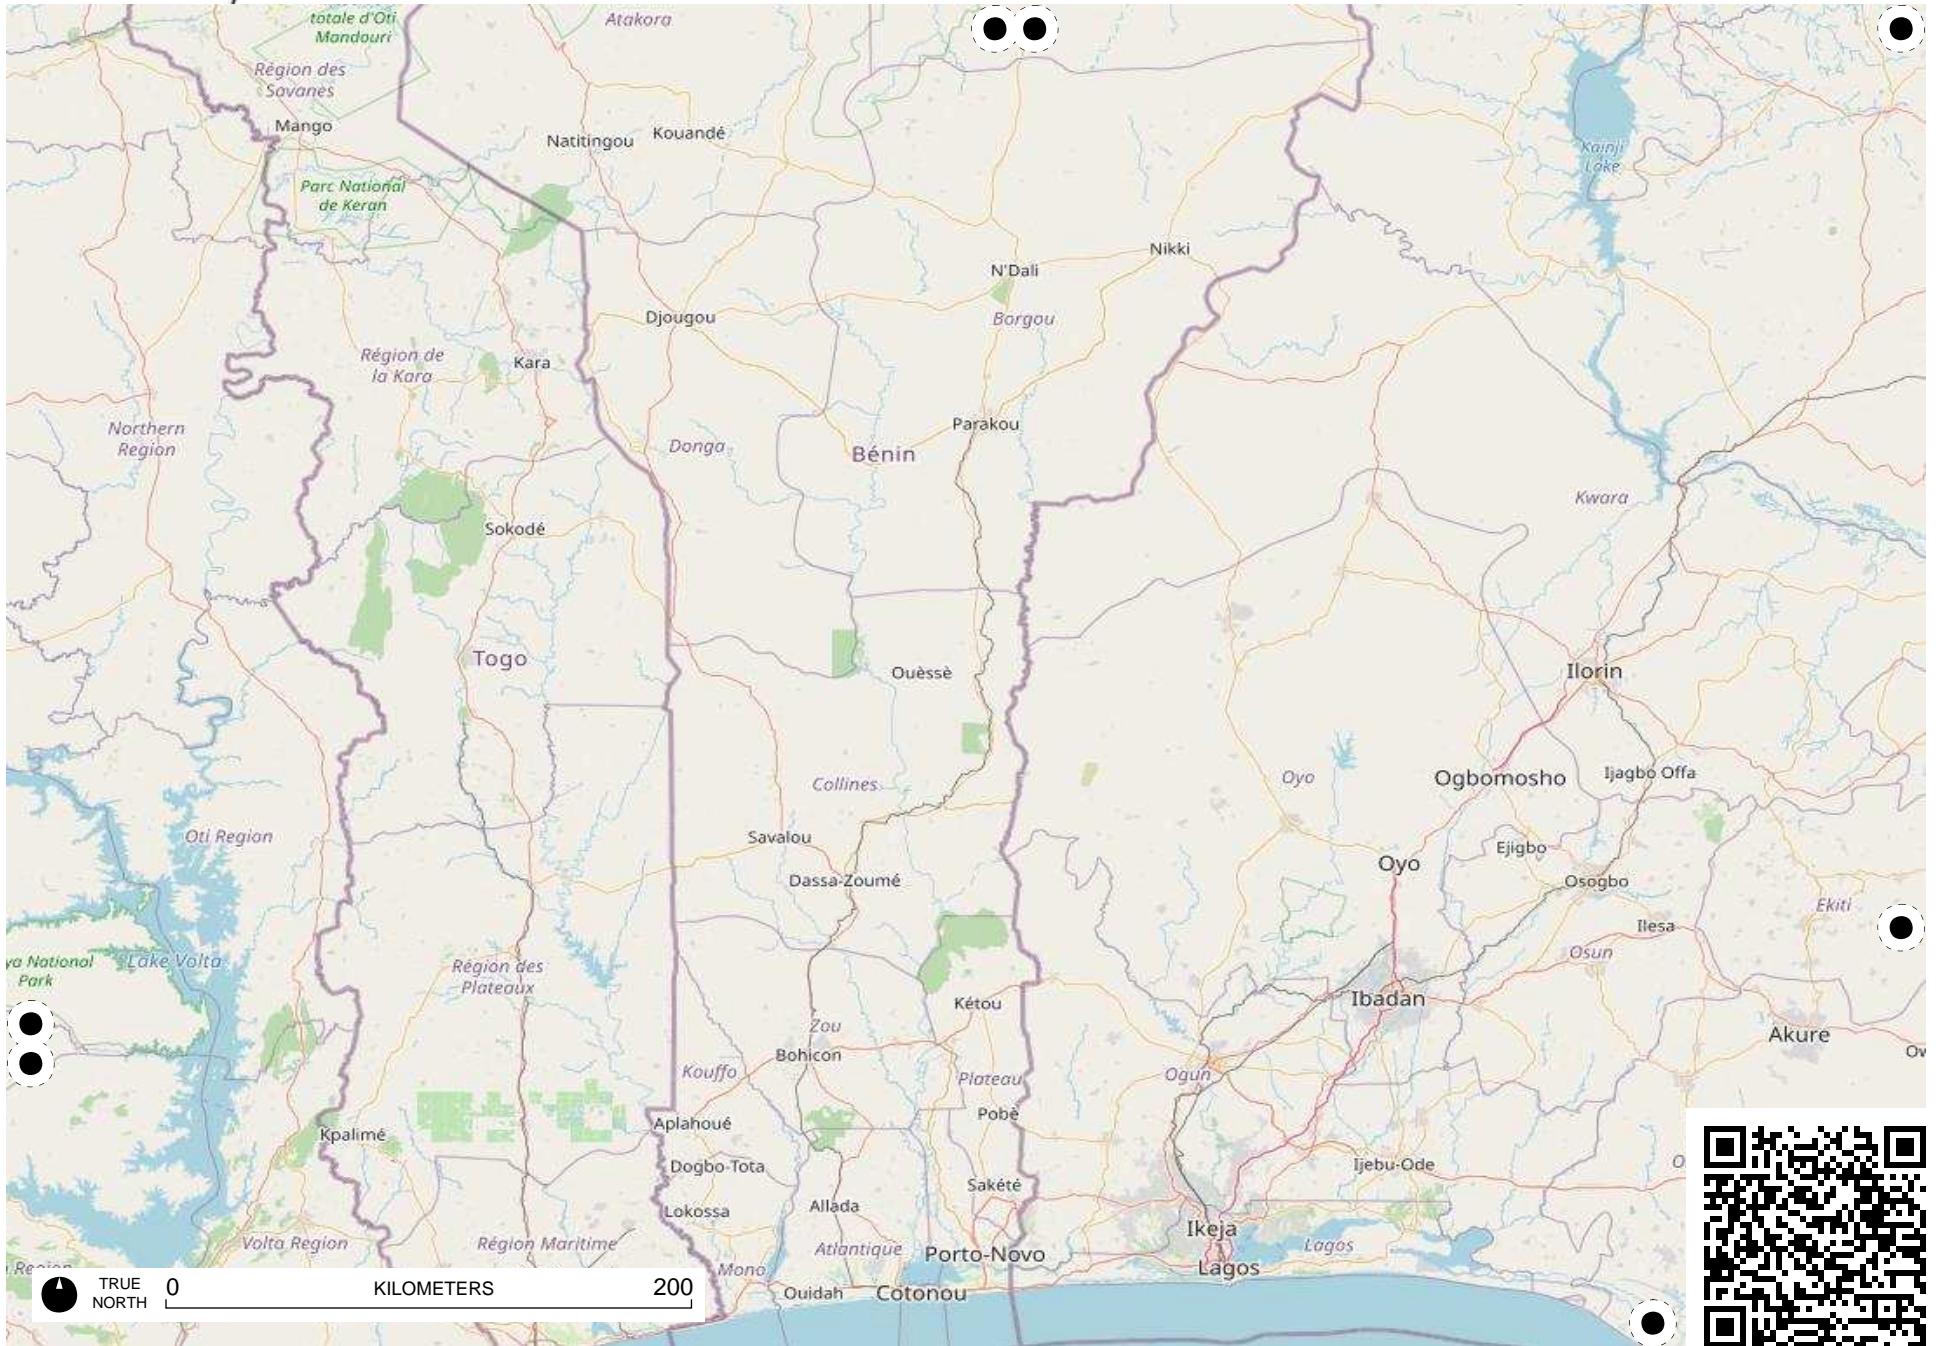 totale d'Oti
Mandouri
Atakora
Région des
Savanes
Mango
Natitingou
Kouandé
Kainji
Lake
Parc National
de Keran
Nikki
N'Dali
Djougou
Borgou
Région de
la Kara
Kara
Northern
Region
Parakou
Donga
Bénin
Kwara
Sokodé
Togo
Ouèssè
Ilorin
Collines
Oyo
Ogbomosho
Ijagbo Offa
Oti Region
Savalou
Ejigbo
Oyo
Dassa-Zoumé
Osogbo
Ekiti
Ilesa
Osun
ya National
Park
Lake Volta
Région des
Plateaux
Kétou
Ibadan
Zou
Akure
Bohicon
Ow
Kouffo
Plateau
Ogun
Aplahoué
Pobè
Kpalimé
Dogbo-Tota
Ijebu-Ode
O
Sakété
Lokossa
Allada
Ikeja
Volta Region
Région Maritime
Atlantique
Porto-Novo
Lagos
Region
Mono
Lagos
Ouidah
Cotonou
TRUE
NORTH
0 KILOMETERS 200